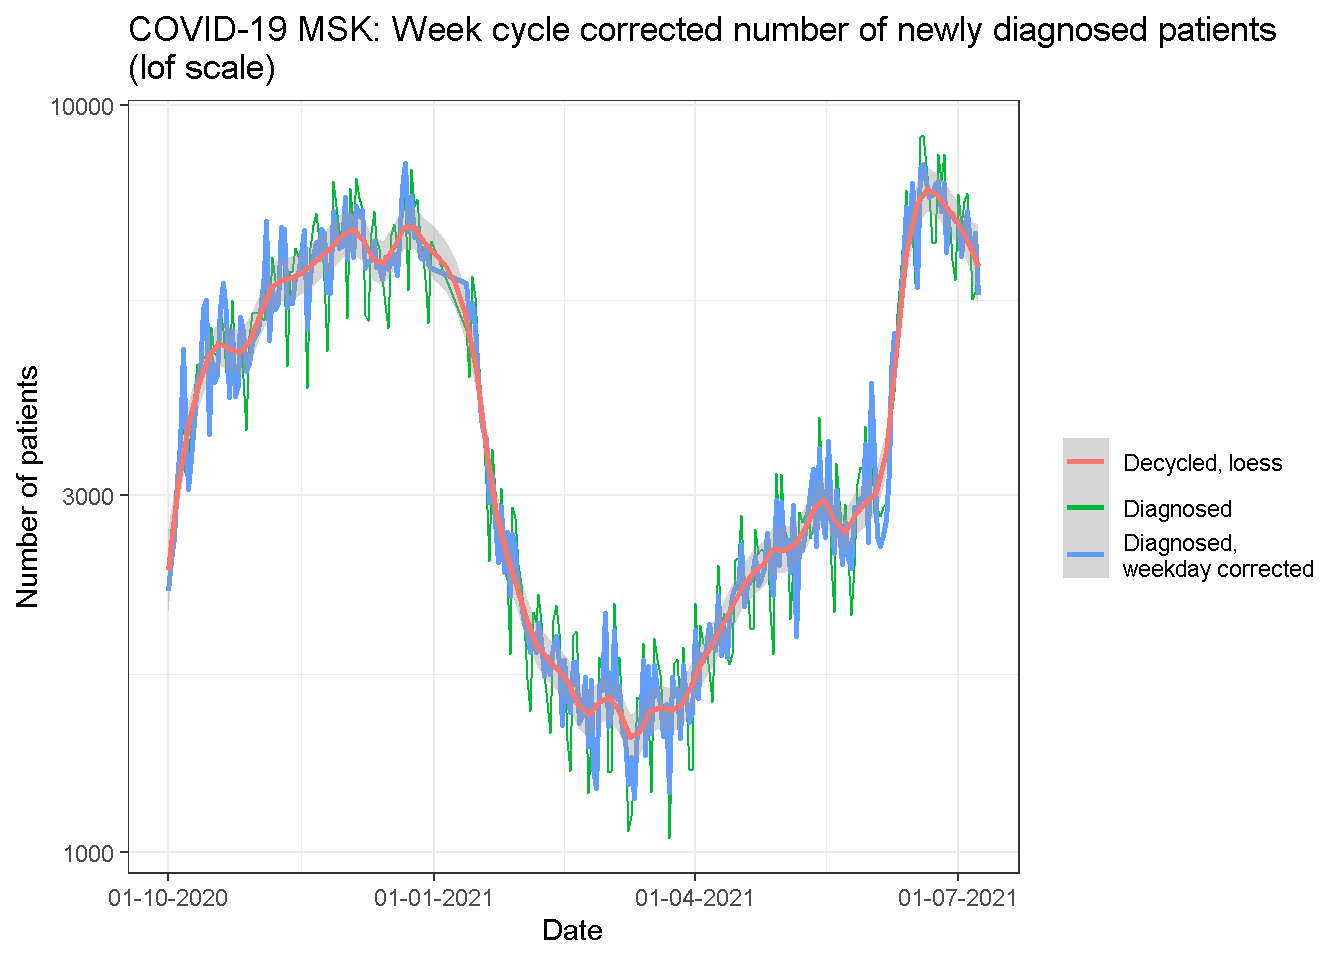 COVID-19 MSK: Week cycle corrected number of newly diagnosed patients
(lof scale)
10000
3000
1000
Number of patients
01-10-2020
01-01-2021
01-04-2021
01-07-2021
Date
Decycled, loess
Diagnosed
Diagnosed,
weekday corrected